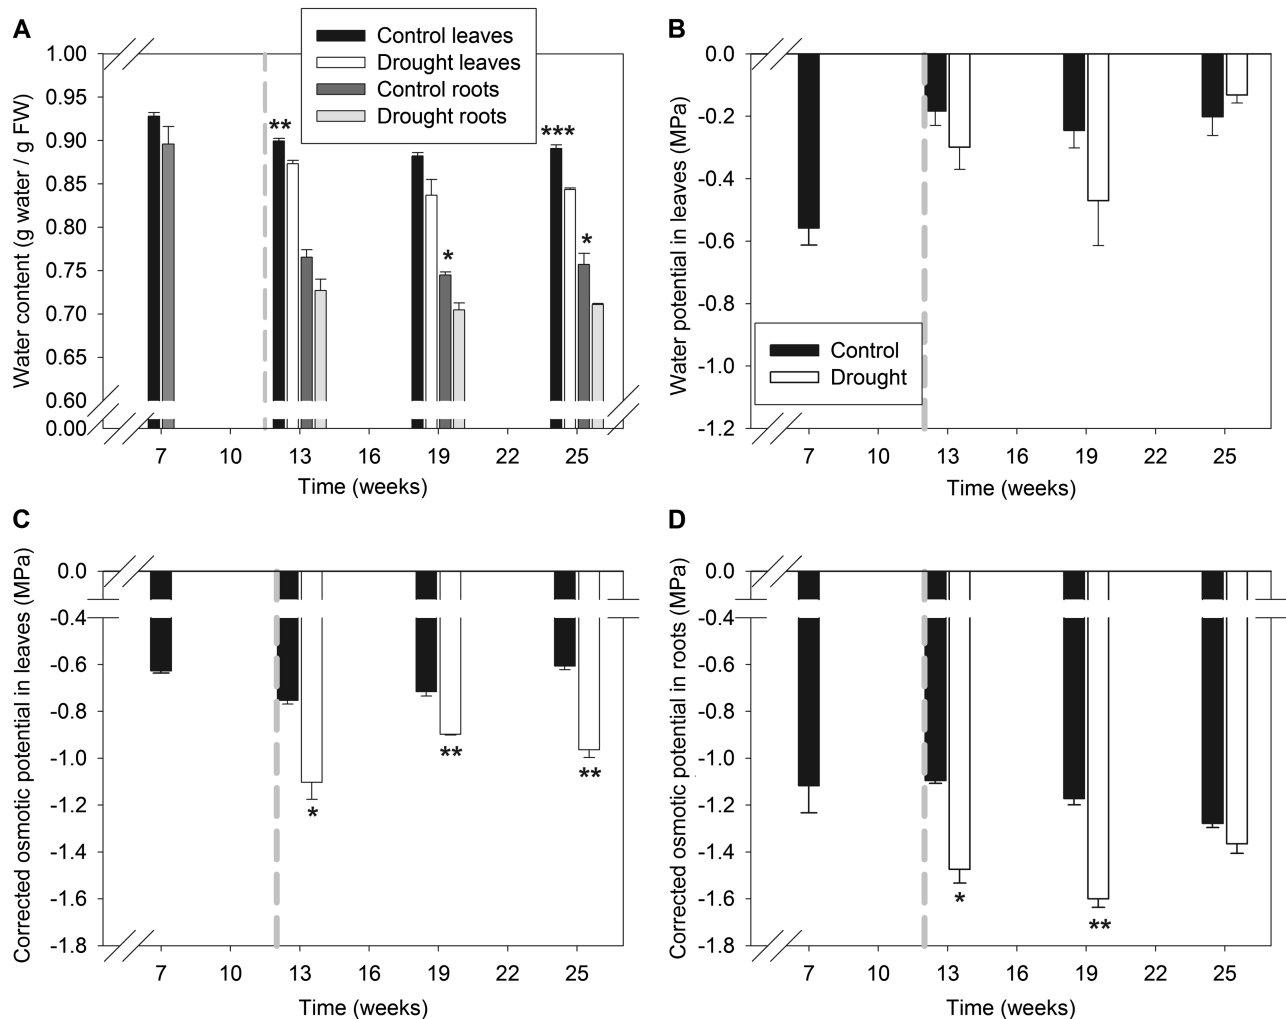 A
Control leaves
Drought leaves
Control roots
Drought roots
1.00
0.95
0.90
0.85
0.80
0.75
0.70
0.65
0.60
0.00
Water content (g water / g FW)
**
*
***
*
7 10 13 16 19 22 25
Time (weeks)
B
0.0
-0.2
-0.4
-0.6
-0.8
-1.0
-1.2
Water potential in leaves (MPa)
Control
Drought
7 10 13 16 19 22 25
Time (weeks)
C
0.0
-0.4
-0.6
-0.8
-1.0
-1.2
-1.4
-1.6
-1.8
Corrected osmotic potential in leaves (MPa)
*
**
**
7 10 13 16 19 22 25
Time (weeks)
D
0.0
-0.4
-0.6
-0.8
-1.0
-1.2
-1.4
-1.6
-1.8
Corrected osmotic potential in roots (MPa)
*
**
7 10 13 16 19 22 25
Time (weeks)